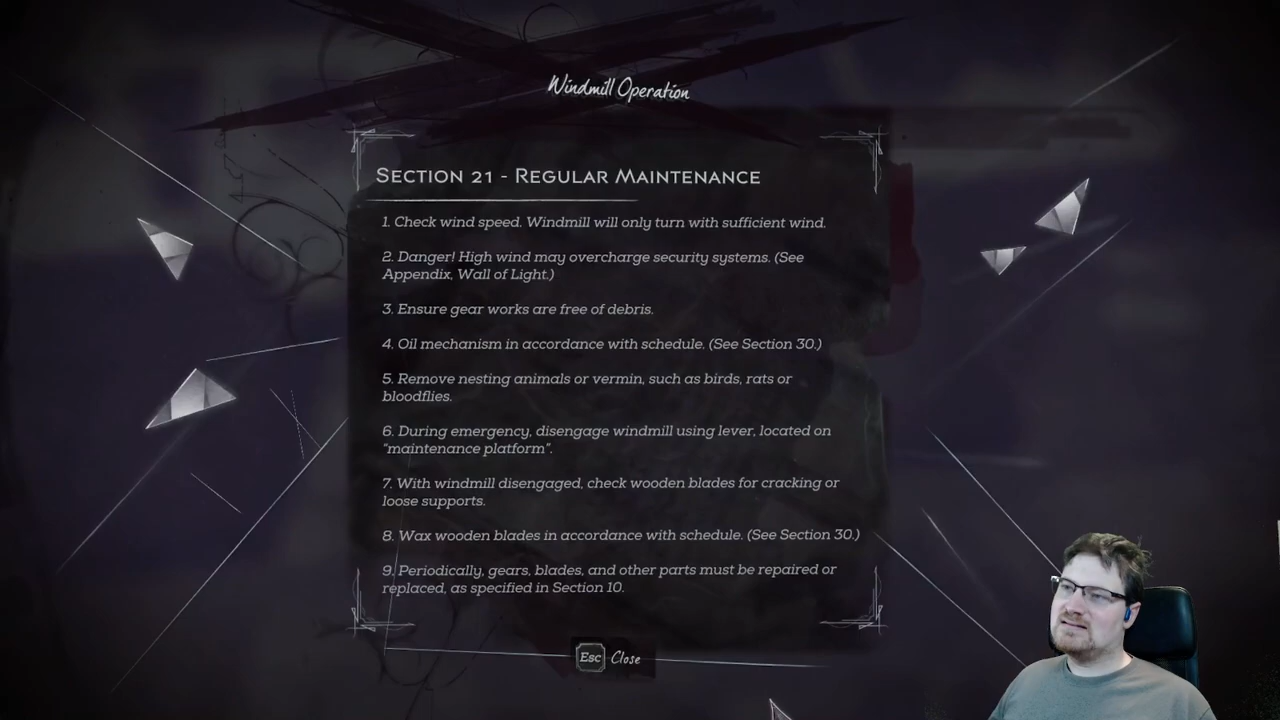 Windmill Operation
Section 21 - Regular Maintenance
1. Check wind speed. Windmill will only turn with sufficient wind.
2. Danger! High wind may overcharge security systems. (See
Appendix, Wall of Light.)
3. Ensure gear works are free of debris.
4. Oil mechanism in accordance with schedule. (See Section 30.)
5. Remove nesting animals or vermin, such as birds, rats or
bloodflies.
6. During emergency, disengage windmill using lever, located on
"maintenance platform".
7. With windmill disengaged, check wooden blades for cracking or
loose supports.
8. Wax wooden blades in accordance with schedule. (See Section 30.)
9. Periodically, gears, blades, and other parts must be repaired or
replaced, as specified in Section 10.
Esc Close